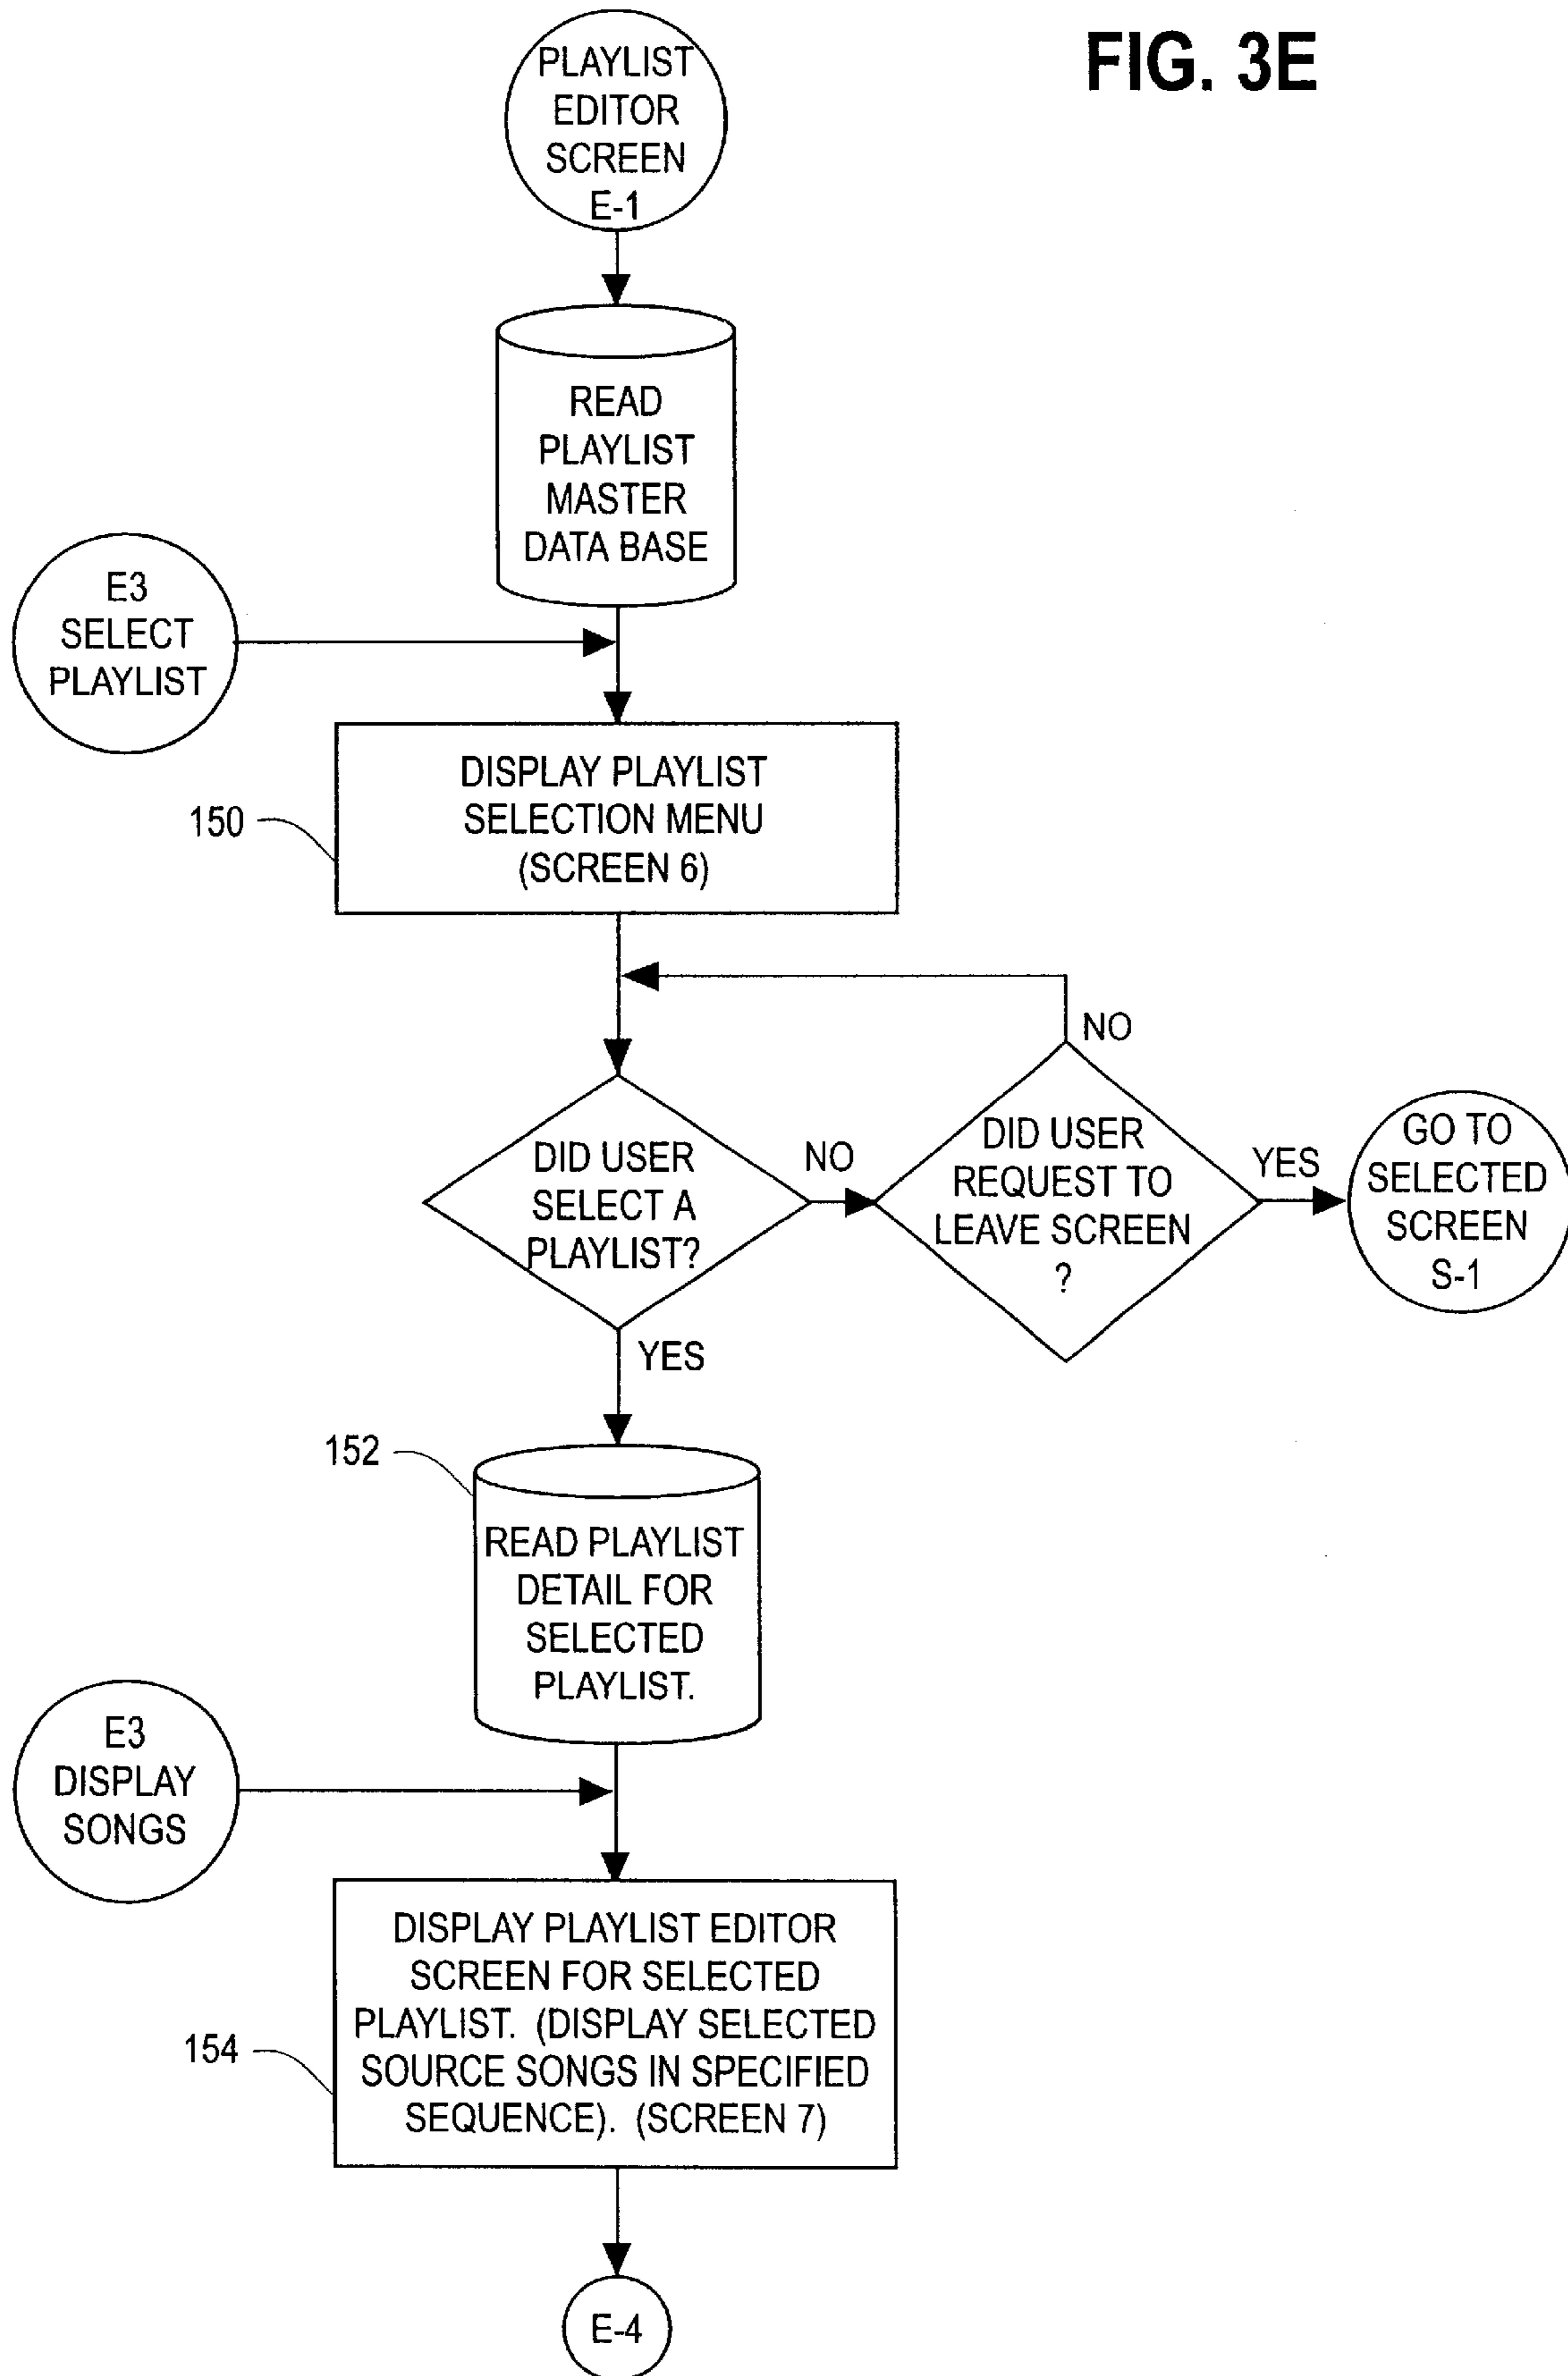 FIG. 3E
PLAYLIST
EDITOR
SCREEN
E-1
READ
PLAYLIST
MASTER
DATA BASE
E3
SELECT
PLAYLIST
DISPLAY PLAYLIST
SELECTION MENU
(SCREEN 6)
150
NO
DID USER
SELECT A
PLAYLIST?
NO
DID USER
REQUEST TO
LEAVE SCREEN
?
YES
GO TO
SELECTED
SCREEN
S-1
YES
152
READ PLAYLIST
DETAIL FOR
SELECTED
PLAYLIST.
E3
DISPLAY
SONGS
DISPLAY PLAYLIST EDITOR
SCREEN FOR SELECTED
PLAYLIST. (DISPLAY SELECTED
SOURCE SONGS IN SPECIFIED
SEQUENCE). (SCREEN 7)
154
E-4